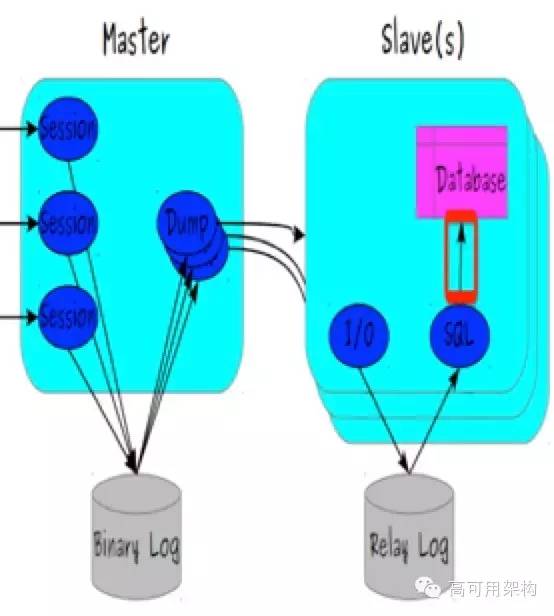 Master
Slave(s)
Session
Session
Session
Dump
Database
I/O
SQL
Binary Log
Relay Log
高可用架构